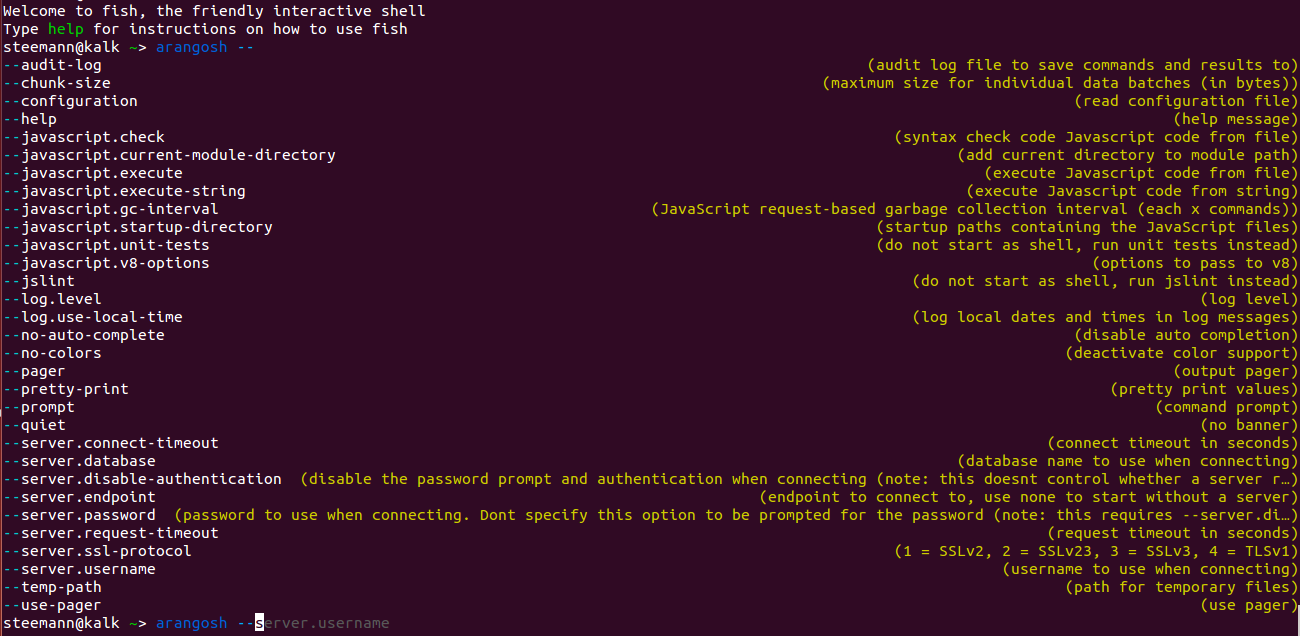 Welcome to fish, the friendly interactive shell
Type help for instructions on how to use fish
steemann@kalk ~> arangosh --
--audit-log (audit log file to save commands and results to)
--chunk-size (maximum size for individual data batches (in bytes))
--configuration (read configuration file)
--help (help message)
--javascript.check (syntax check code Javascript code from file)
--javascript.current-module-directory (add current directory to module path)
--javascript.execute (execute Javascript code from file)
--javascript.execute-string (execute Javascript code from string)
--javascript.gc-interval (JavaScript request-based garbage collection interval (each x commands))
--javascript.startup-directory (startup paths containing the JavaScript files)
--javascript.unit-tests (do not start as shell, run unit tests instead)
--javascript.v8-options (options to pass to v8)
--jslint (do not start as shell, run jslint instead)
--log.level (log level)
--log.use-local-time (log local dates and times in log messages)
--no-auto-complete (disable auto completion)
--no-colors (deactivate color support)
--pager (output pager)
--pretty-print (pretty print values)
--prompt (command prompt)
--quiet (no banner)
--server.connect-timeout (connect timeout in seconds)
--server.database (database name to use when connecting)
--server.disable-authentication (disable the password prompt and authentication when connecting (note: this doesnt control whether a server r…)
--server.endpoint (endpoint to connect to, use none to start without a server)
--server.password (password to use when connecting. Dont specify this option to be prompted for the password (note: this requires --server.di…)
--server.request-timeout (request timeout in seconds)
--server.ssl-protocol (1 = SSLv2, 2 = SSLv23, 3 = SSLv3, 4 = TLSv1)
--server.username (username to use when connecting)
--temp-path (path for temporary files)
--use-pager (use pager)
steemann@kalk ~> arangosh --server.username